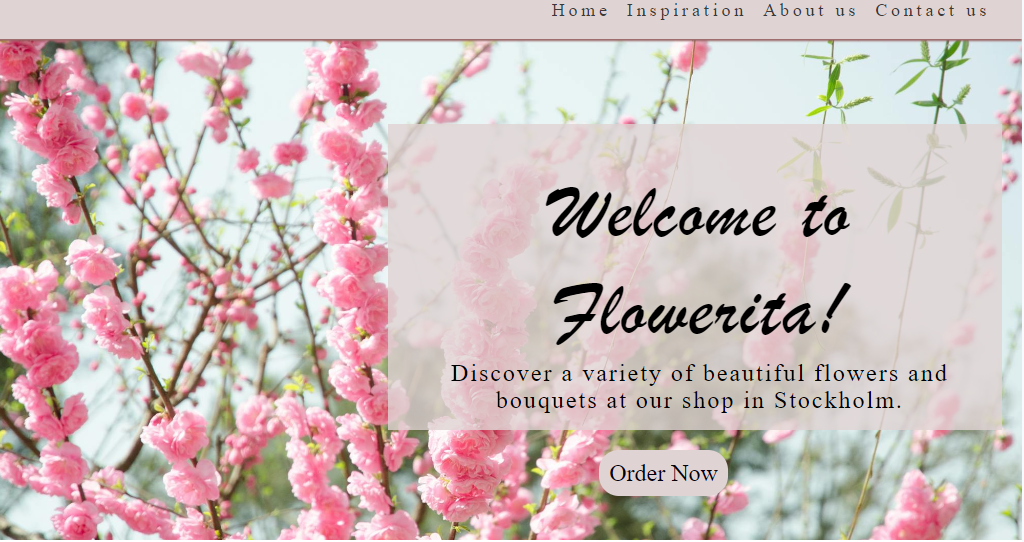 Home Inspiration About us Contact us
Welcome to
Flowerita!
Discover a variety of beautiful flowers and
bouquets at our shop in Stockholm.
Order Now